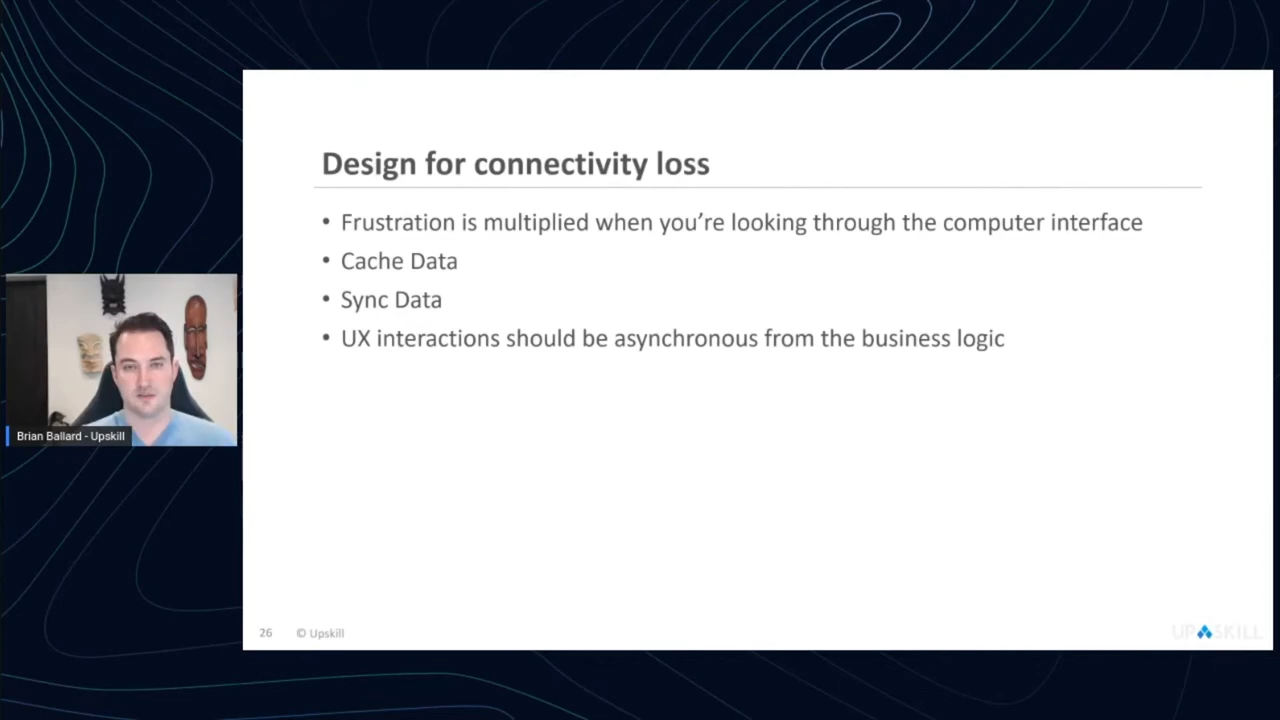 Design for connectivity loss
• Frustration is multiplied when you’re looking through the computer interface
• Cache Data
• Sync Data
• UX interactions should be asynchronous from the business logic
Brian Ballard - Upskill
26 © Upskill
UPSKILL